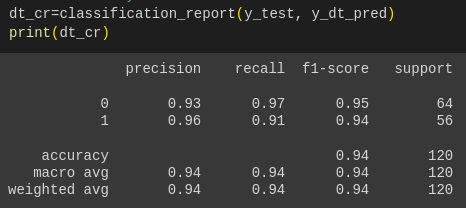 dt_cr=classification_report(y_test, y_dt_pred)
print(dt_cr)
precision recall f1-score support
0 0.93 0.97 0.95 64
1 0.96 0.91 0.94 56
accuracy 0.94 120
macro avg 0.94 0.94 0.94 120
weighted avg 0.94 0.94 0.94 120